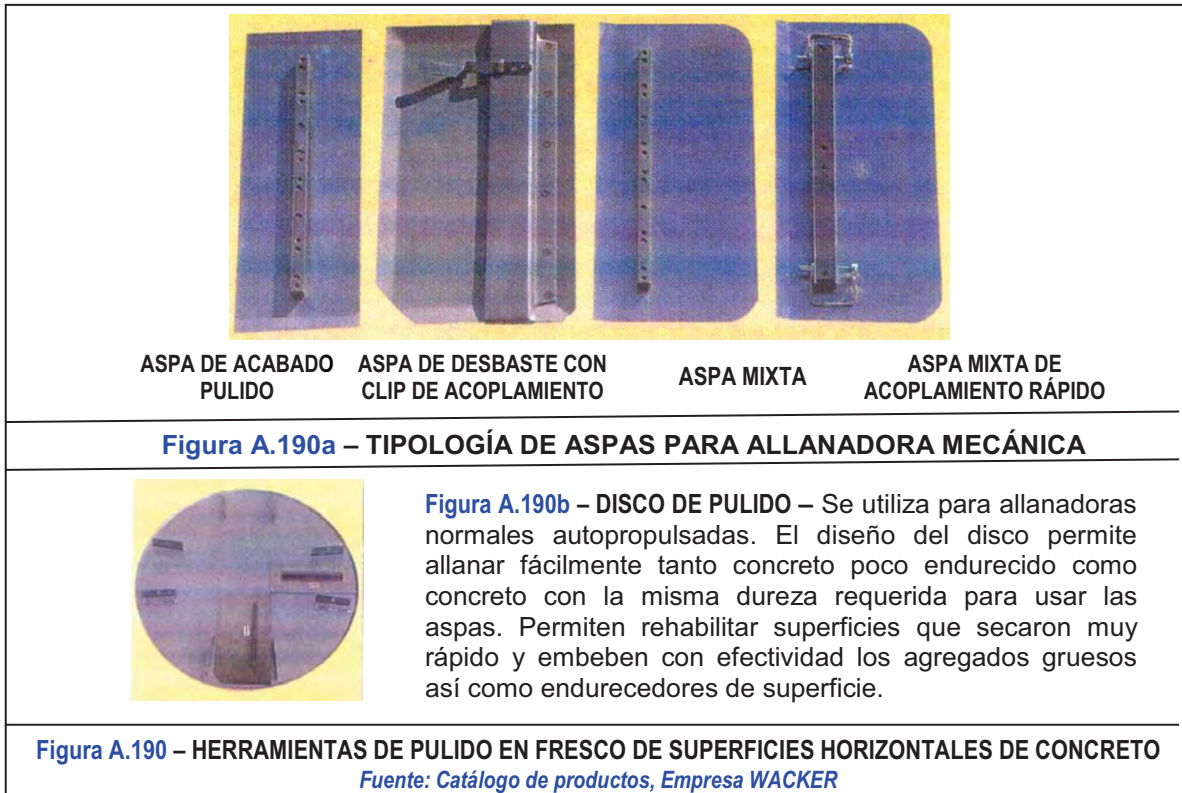 ASPA DE ACABADO PULIDO
ASPA DE DESBASTE CON CLIP DE ACOPLAMIENTO
ASPA MIXTA
ASPA MIXTA DE ACOPLAMIENTO RÁPIDO
Figura A.190a – TIPOLOGÍA DE ASPAS PARA ALLANADORA MECÁNICA
Figura A.190b – DISCO DE PULIDO – Se utiliza para allanadoras
normales autopropulsadas. El diseño del disco permite
allanar fácilmente tanto concreto poco endurecido como
concreto con la misma dureza requerida para usar las
aspas. Permiten rehabilitar superficies que secaron muy
rápido y embeben con efectividad los agregados gruesos
así como endurecedores de superficie.
Figura A.190 – HERRAMIENTAS DE PULIDO EN FRESCO DE SUPERFICIES HORIZONTALES DE CONCRETO
Fuente: Catálogo de productos, Empresa WACKER